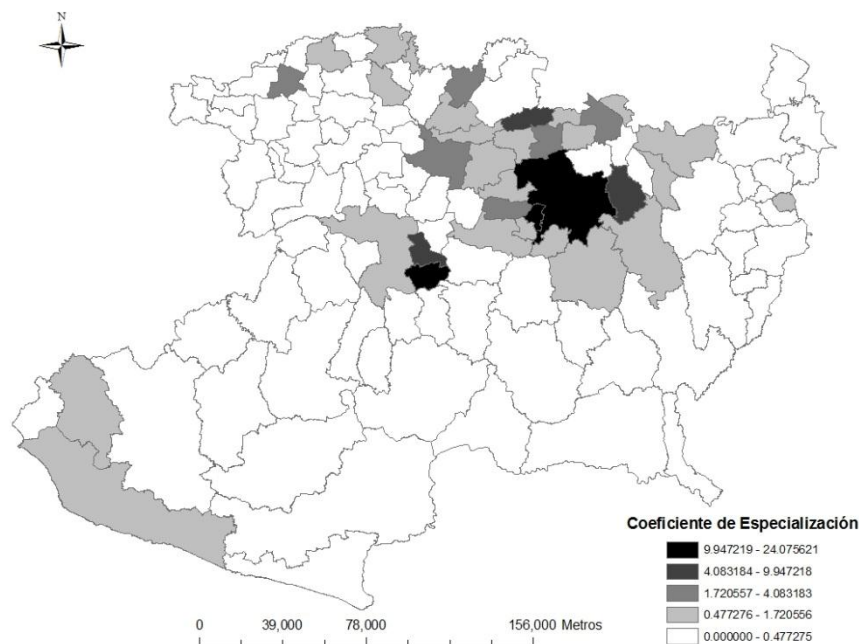 N
Coeficiente de Especialización
9.947219 - 24.075621
4.083184 - 9.947218
1.720557 - 4.083183
0.477276 - 1.720556
0.000000 - 0.477275
0 39,000 78,000 156,000 Metros